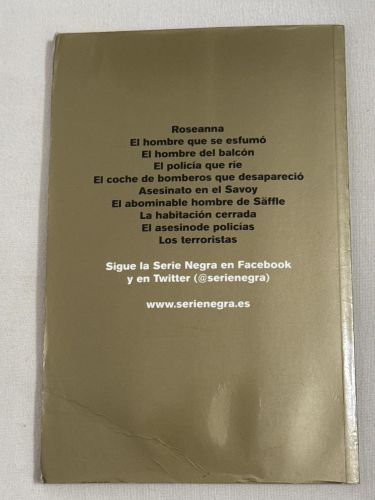 Roseanna
El hombre que se esfumó
El hombre del balcón
El policía que ríe
El coche de bomberos que desapareció
Asesinato en el Savoy
El abominable hombre de Säffle
La habitación cerrada
El asesinode policías
Los terroristas
Sigue la Serie Negra en Facebook
y en Twitter (@serienegra)
www.serienegra.es